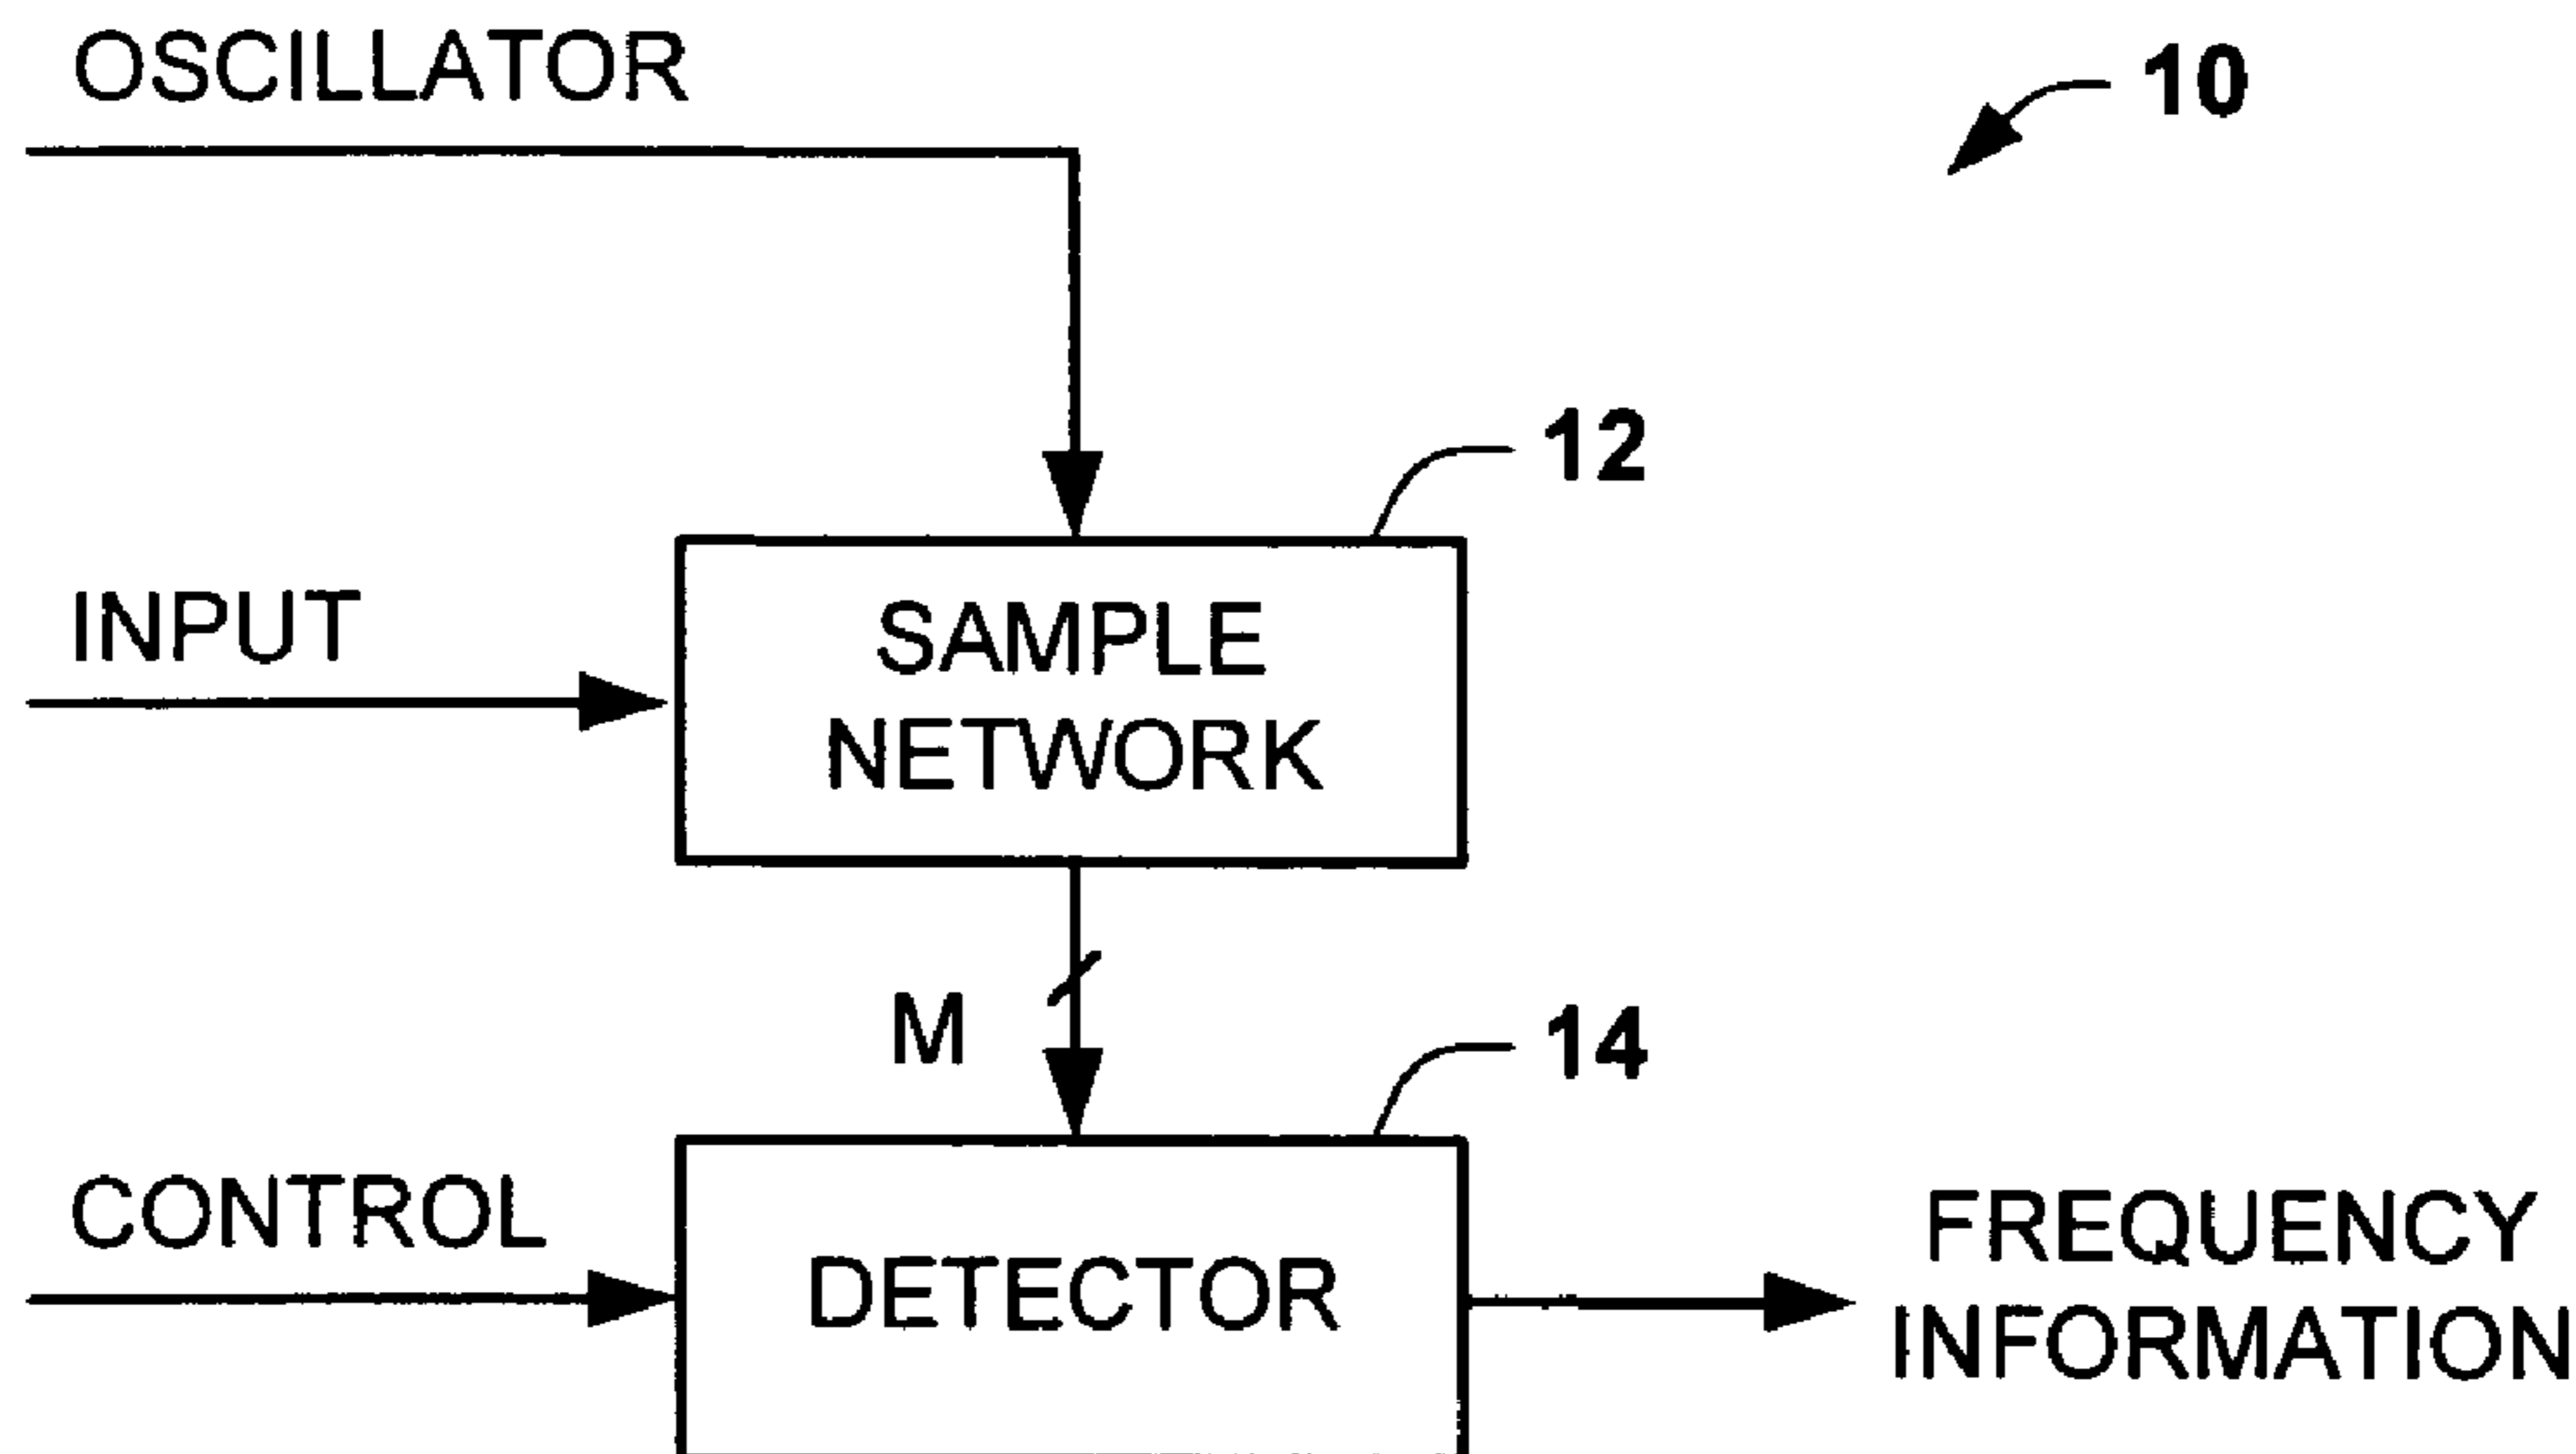 OSCILLATOR
10
12
INPUT
SAMPLE
NETWORK
M
14
CONTROL
DETECTOR
FREQUENCY
INFORMATION